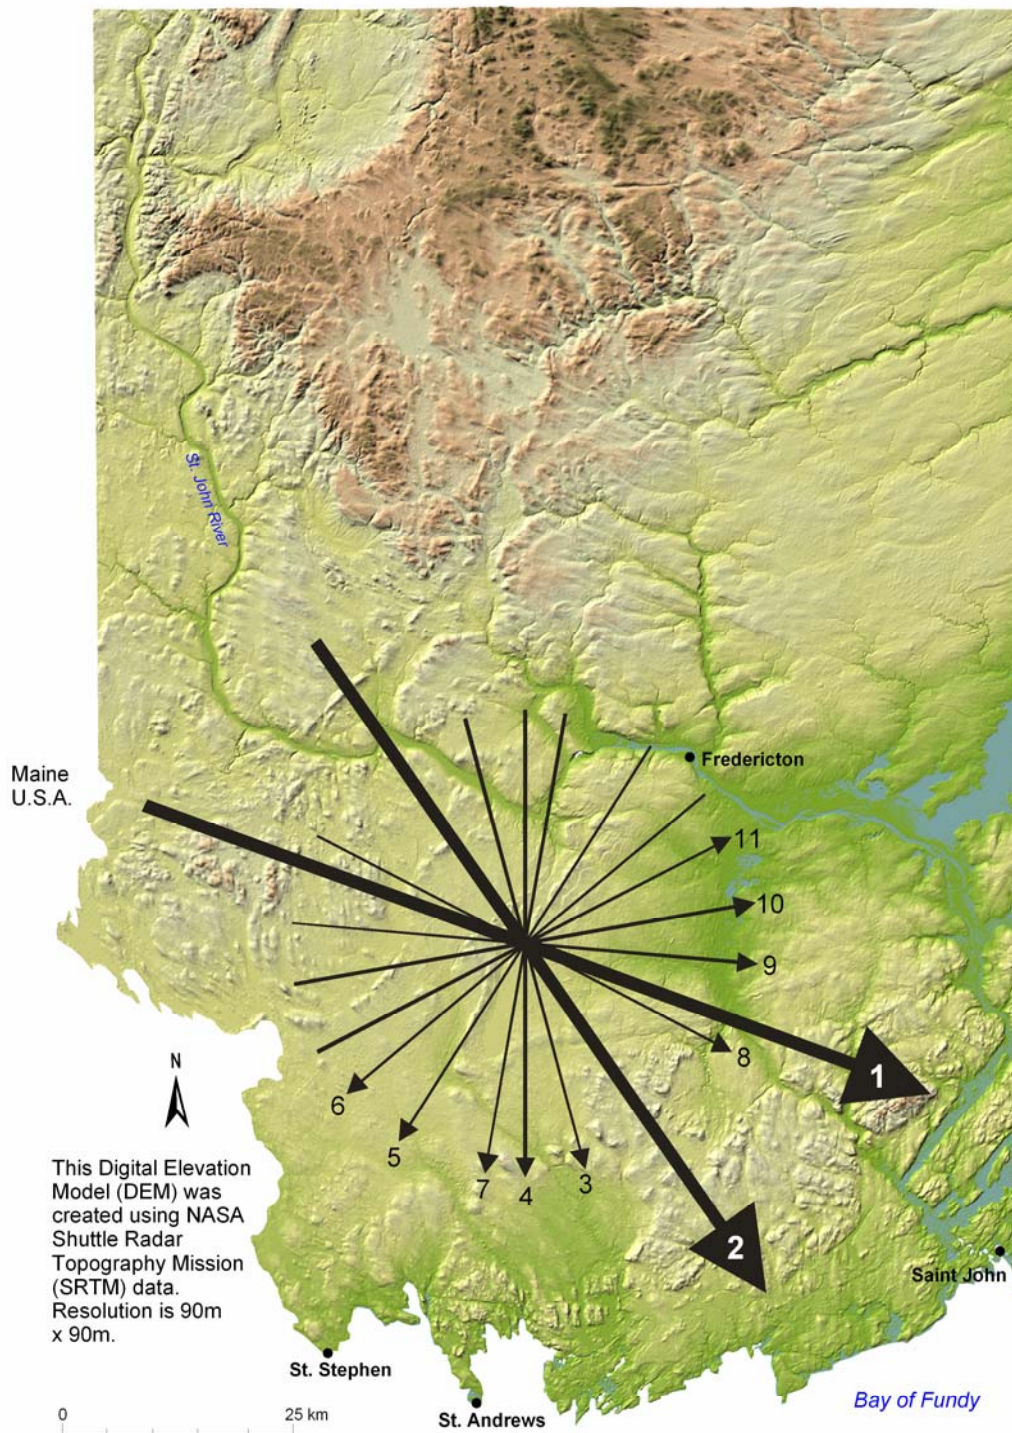 St. John River
Fredericton
Maine
U.S.A.
11
10
9
8
1
6
5
7
4
3
2
N
This Digital Elevation
Model (DEM) was
created using NASA
Shuttle Radar
Topography Mission
(SRTM) data.
Resolution is 90m
x 90m.
Saint John
St. Stephen
St. Andrews
Bay of Fundy
0
25 km